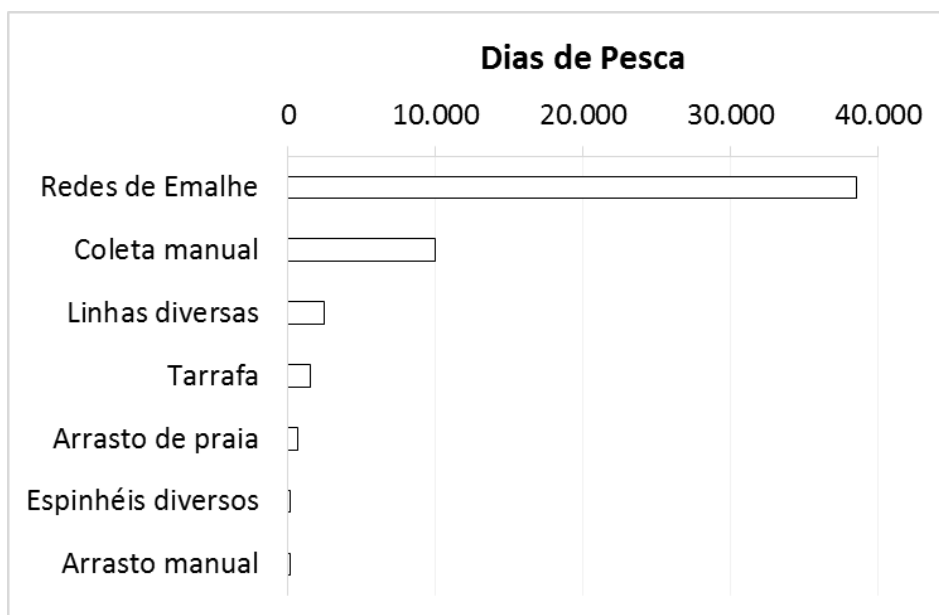 Dias de Pesca
0 10.000 20.000 30.000 40.000
Redes de Emalhe
Coleta manual
Linhas diversas
Tarrafa
Arrasto de praia
Espinhéis diversos
Arrasto manual